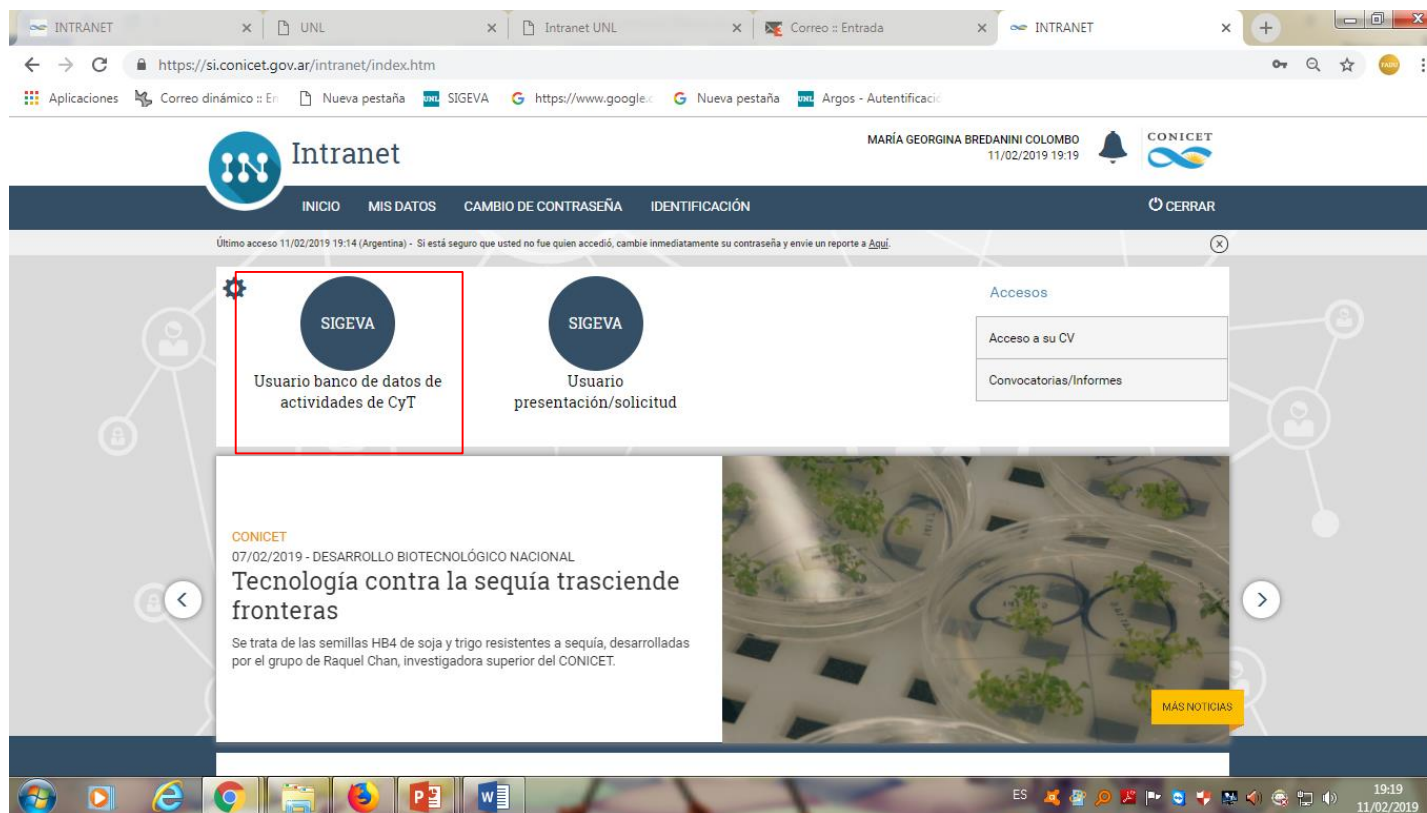 INTRANET
UNL
Intranet UNL
Correo :: Entrada
INTRANET
https://si.conicet.gov.ar/intranet/index.htm
Aplicaciones
Correo dinámico :: En
Nueva pestaña
UNL
SIGEVA
https://www.google.c
Nueva pestaña
UNL
Argos - Autentificació
IN
Intranet
MARÍA GEORGINA BREDANINI COLOMBO
11/02/2019 19:19
CONICET
INICIO
MIS DATOS
CAMBIO DE CONTRASEÑA
IDENTIFICACIÓN
CERRAR
Último acceso 11/02/2019 19:14 (Argentina) - Si está seguro que usted no fue quien accedió, cambie inmediatamente su contraseña y envie un reporte a Aquí.
SIGEVA
Usuario banco de datos de
actividades de CyT
SIGEVA
Usuario
presentación/solicitud
Accesos
Acceso a su CV
Convocatorias/Informes
CONICET
07/02/2019 - DESARROLLO BIOTECNOLÓGICO NACIONAL
Tecnología contra la sequía trasciende
fronteras
Se trata de las semillas HB4 de soja y trigo resistentes a sequía, desarrolladas
por el grupo de Raquel Chan, investigadora superior del CONICET.
MÁS NOTICIAS
ES
19:19
11/02/2019